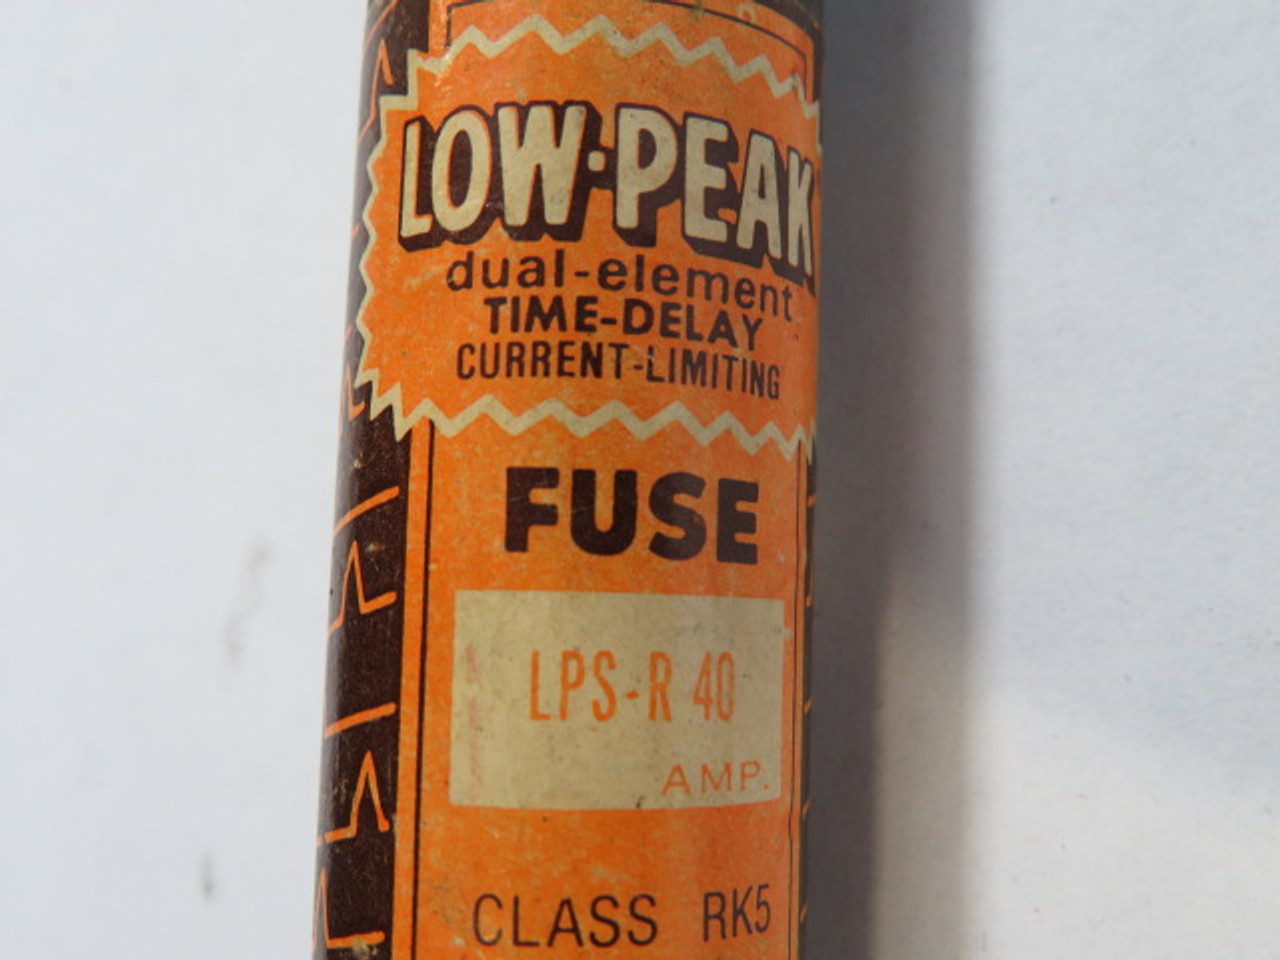 LOW-PEAK
dual-element
TIME-DELAY
CURRENT-LIMITING
FUSE
LPS-R 40
AMP.
CLASS RK5